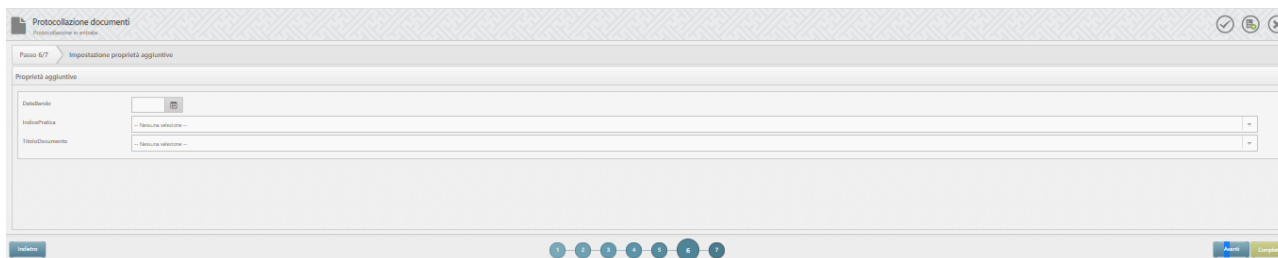 Protocollazione documenti
Protocollazione in entrata
Passo 6/7 Impostazione proprietà aggiuntive
Proprietà aggiuntive
DataBando
IndicePratica -- Nessuna selezione --
TitoloDocumento -- Nessuna selezione --
Indietro 1 2 3 4 5 6 7 Avanti